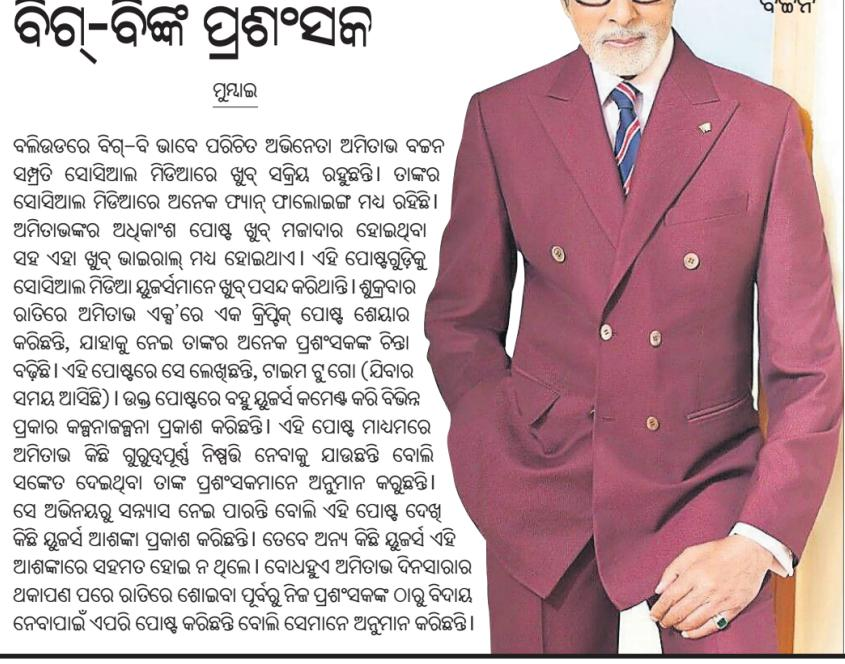 ବିଗ୍-ବିଙ୍କ ପ୍ରଶଂସକ
ବଚ୍ଚନ
ମୁମ୍ବାଇ
ବଲିଉଡରେ ବିଗ୍-ବି ଭାବେ ପରିଚିତ ଅଭିନେତା ଅମିତାଭ ବଚ୍ଚନ
ସମ୍ପ୍ରତି ସୋସିଆଲ ମିଡିଆରେ ଖୁବ୍ ସକ୍ରିୟ ରହୁଛନ୍ତି। ତାଙ୍କର
ସୋସିଆଲ ମିଡିଆରେ ଅନେକ ଫ୍ୟାନ୍ ଫାଲୋଇଙ୍ଗ ମଧ୍ୟ ରହିଛି।
ଅମିତାଭଙ୍କର ଅଧିକାଂଶ ପୋଷ୍ଟ ଖୁବ୍ ମଜାଦାର ହୋଇଥିବା
ସହ ଏହା ଖୁବ୍ ଭାଇରାଲ୍ ମଧ୍ୟ ହୋଇଥାଏ। ଏହି ପୋଷ୍ଟଗୁଡ଼ିକୁ
ସୋସିଆଲ ମିଡିଆ ୟୁଜର୍ସମାନେ ଖୁବ୍ ପସନ୍ଦ କରିଥାନ୍ତି। ଶୁକ୍ରବାର
ରାତିରେ ଅମିତାଭ ଏକ୍ସ'ରେ ଏକ କ୍ରିପ୍ଟିକ୍ ପୋଷ୍ଟ ଶେୟାର
କରିଛନ୍ତି, ଯାହାକୁ ନେଇ ତାଙ୍କର ଅନେକ ପ୍ରଶଂସକଙ୍କ ଚିନ୍ତା
ବଢ଼ିଛି। ଏହି ପୋଷ୍ଟରେ ସେ ଲେଖିଛନ୍ତି, ଟାଇମ ଟୁ ଗୋ (ଯିବାର
ସମୟ ଆସିଛି)। ଉକ୍ତ ପୋଷ୍ଟରେ ବହୁ ୟୁଜର୍ସ କମେଣ୍ଟ କରି ବିଭିନ୍ନ
ପ୍ରକାର କଳ୍ପନାଜଳ୍ପନା ପ୍ରକାଶ କରିଛନ୍ତି। ଏହି ପୋଷ୍ଟ ମାଧ୍ୟମରେ
ଅମିତାଭ କିଛି ଗୁରୁତ୍ୱପୂର୍ଣ୍ଣ ନିଷ୍ପତ୍ତି ନେବାକୁ ଯାଉଛନ୍ତି ବୋଲି
ସଙ୍କେତ ଦେଇଥିବା ତାଙ୍କ ପ୍ରଶଂସକମାନେ ଅନୁମାନ କରୁଛନ୍ତି।
ସେ ଅଭିନୟରୁ ସନ୍ନ୍ୟାସ ନେଇ ପାରନ୍ତି ବୋଲି ଏହି ପୋଷ୍ଟ ଦେଖି
କିଛି ୟୁଜର୍ସ ଆଶଙ୍କା ପ୍ରକାଶ କରିଛନ୍ତି। ତେବେ ଅନ୍ୟ କିଛି ୟୁଜର୍ସ ଏହି
ଆଶଙ୍କାରେ ସହମତ ହୋଇ ନ ଥିଲେ। ବୋଧହୁଏ ଅମିତାଭ ଦିନସାରାର
ଥକାପଣ ପରେ ରାତିରେ ଶୋଇବା ପୂର୍ବରୁ ନିଜ ପ୍ରଶଂସକଙ୍କ ଠାରୁ ବିଦାୟ
ନେବାପାଇଁ ଏପରି ପୋଷ୍ଟ କରିଛନ୍ତି ବୋଲି ସେମାନେ ଅନୁମାନ କରିଛନ୍ତି।